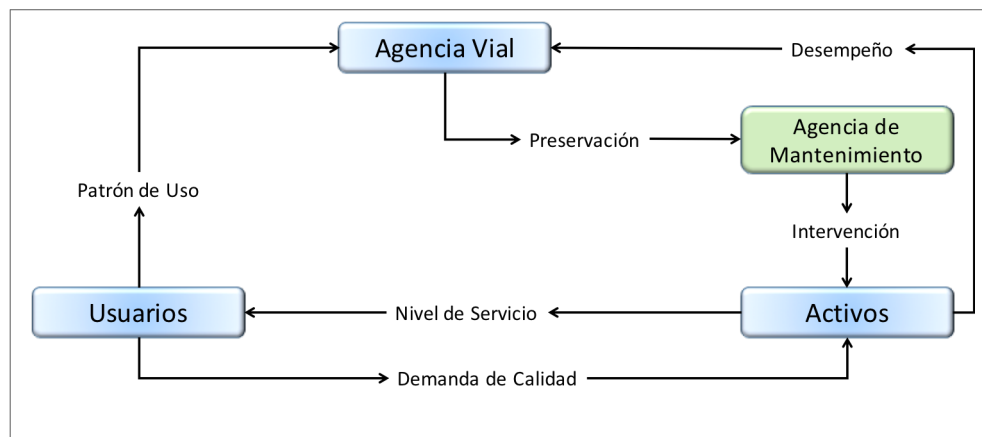 Agencia Vial
Desempeño
Preservación
Agencia de
Mantenimiento
Patrón de Uso
Intervención
Usuarios
Nivel de Servicio
Activos
Demanda de Calidad